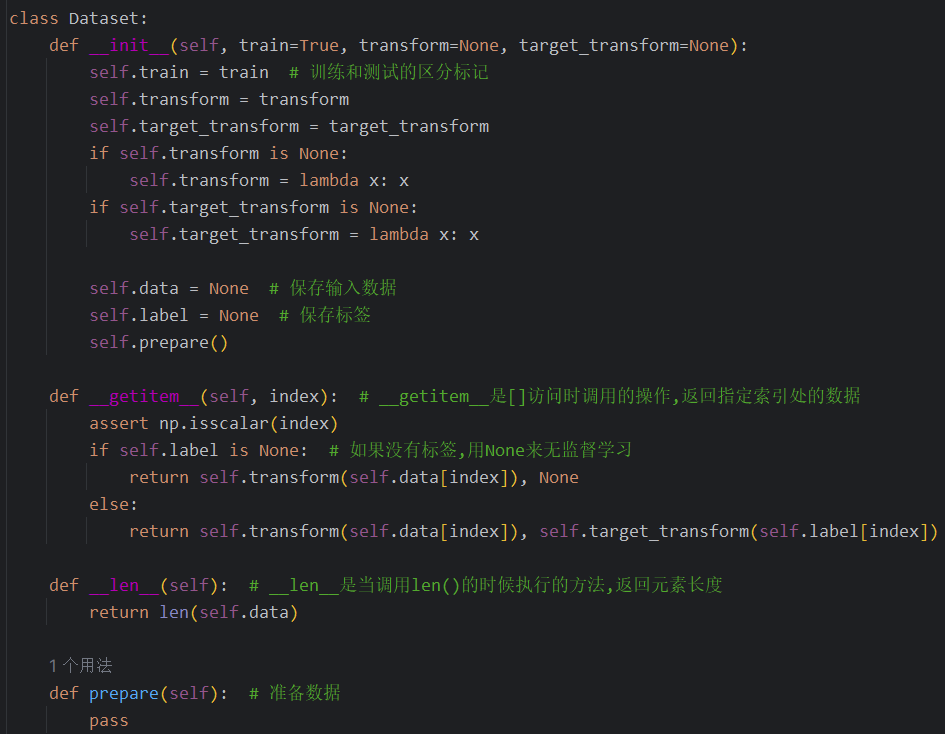 class Dataset:
    def __init__(self, train=True, transform=None, target_transform=None):
        self.train = train  # 训练和测试的区分标记
        self.transform = transform
        self.target_transform = target_transform
        if self.transform is None:
            self.transform = lambda x: x
        if self.target_transform is None:
            self.target_transform = lambda x: x

        self.data = None  # 保存输入数据
        self.label = None  # 保存标签
        self.prepare()

    def __getitem__(self, index):  # __getitem__是[]访问时调用的操作,返回指定索引处的数据
        assert np.isscalar(index)
        if self.label is None:  # 如果没有标签,用None来无监督学习
            return self.transform(self.data[index]), None
        else:
            return self.transform(self.data[index]), self.target_transform(self.label[index])

    def __len__(self):  # __len__是当调用len()的时候执行的方法,返回元素长度
        return len(self.data)

    1 个用法
    def prepare(self):  # 准备数据
        pass